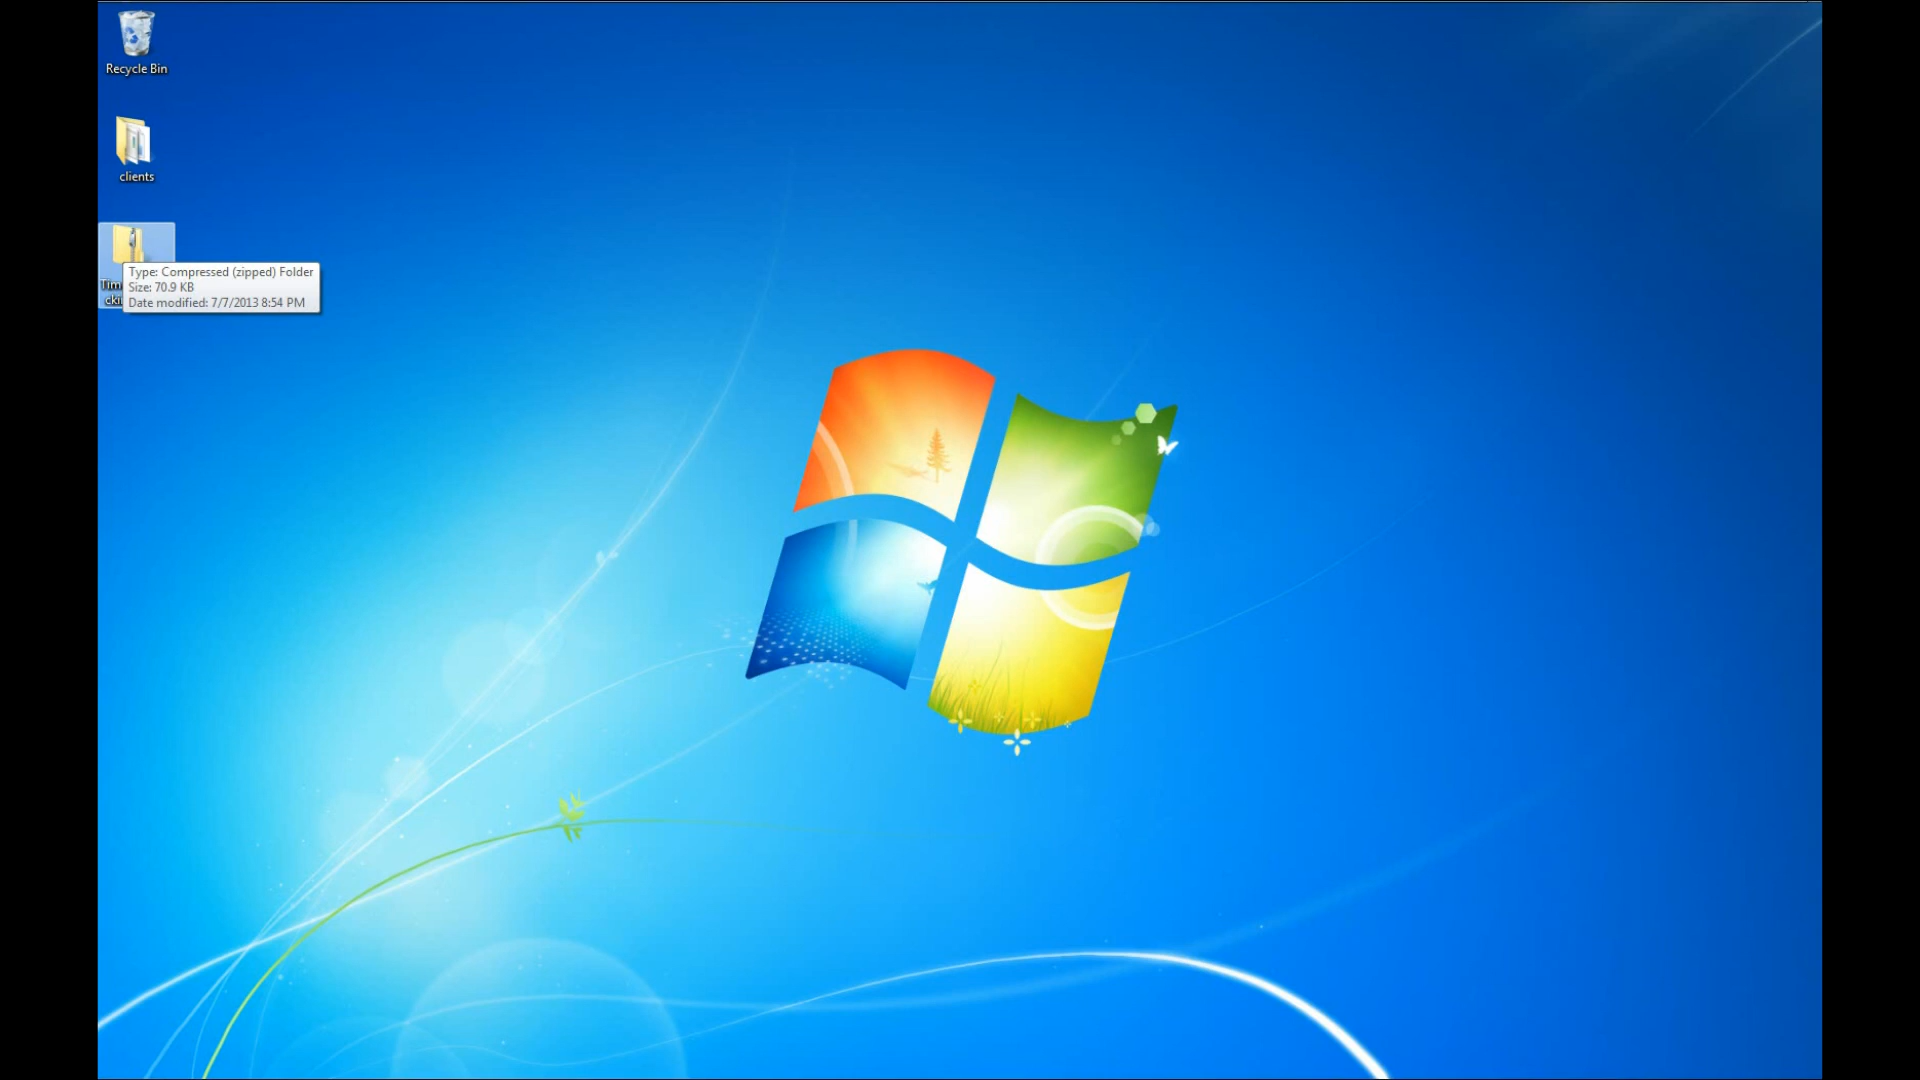 Recycle Bin
clients
Type: Compressed (zipped) Folder
Size: 70.9 KB
Date modified: 7/7/2013 8:54 PM